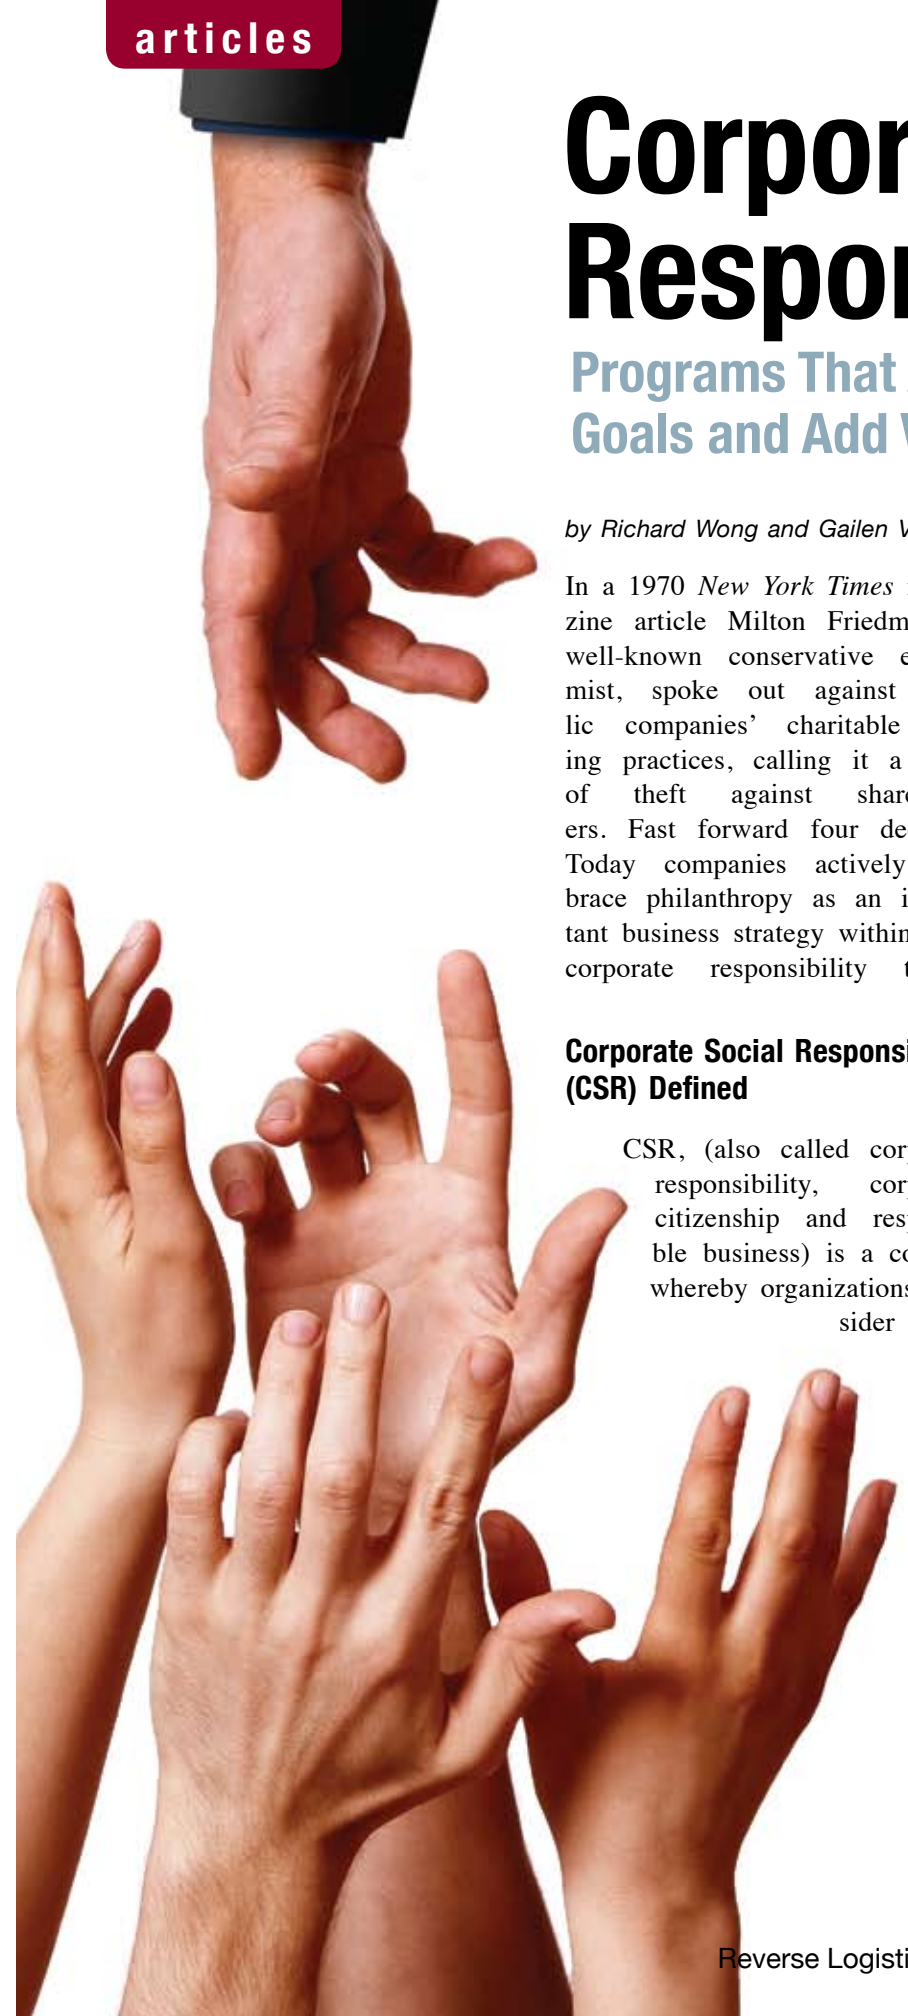 articles
Corpor
Respon
Programs That
Goals and Add
by Richard Wong and Gailen
In a 1970 New York Times
zine article Milton Friedm
well-known conservative e
mist, spoke out against
lic companies’ charitable
ing practices, calling it a
of theft against shar
ers. Fast forward four de
Today companies actively
brace philanthropy as an i
tant business strategy within
corporate responsibility t
Corporate Social Responsi
(CSR) Defined
CSR, (also called cor
responsibility, cor
citizenship and res
ble business) is a co
whereby organizations
sider
Reverse Logisti